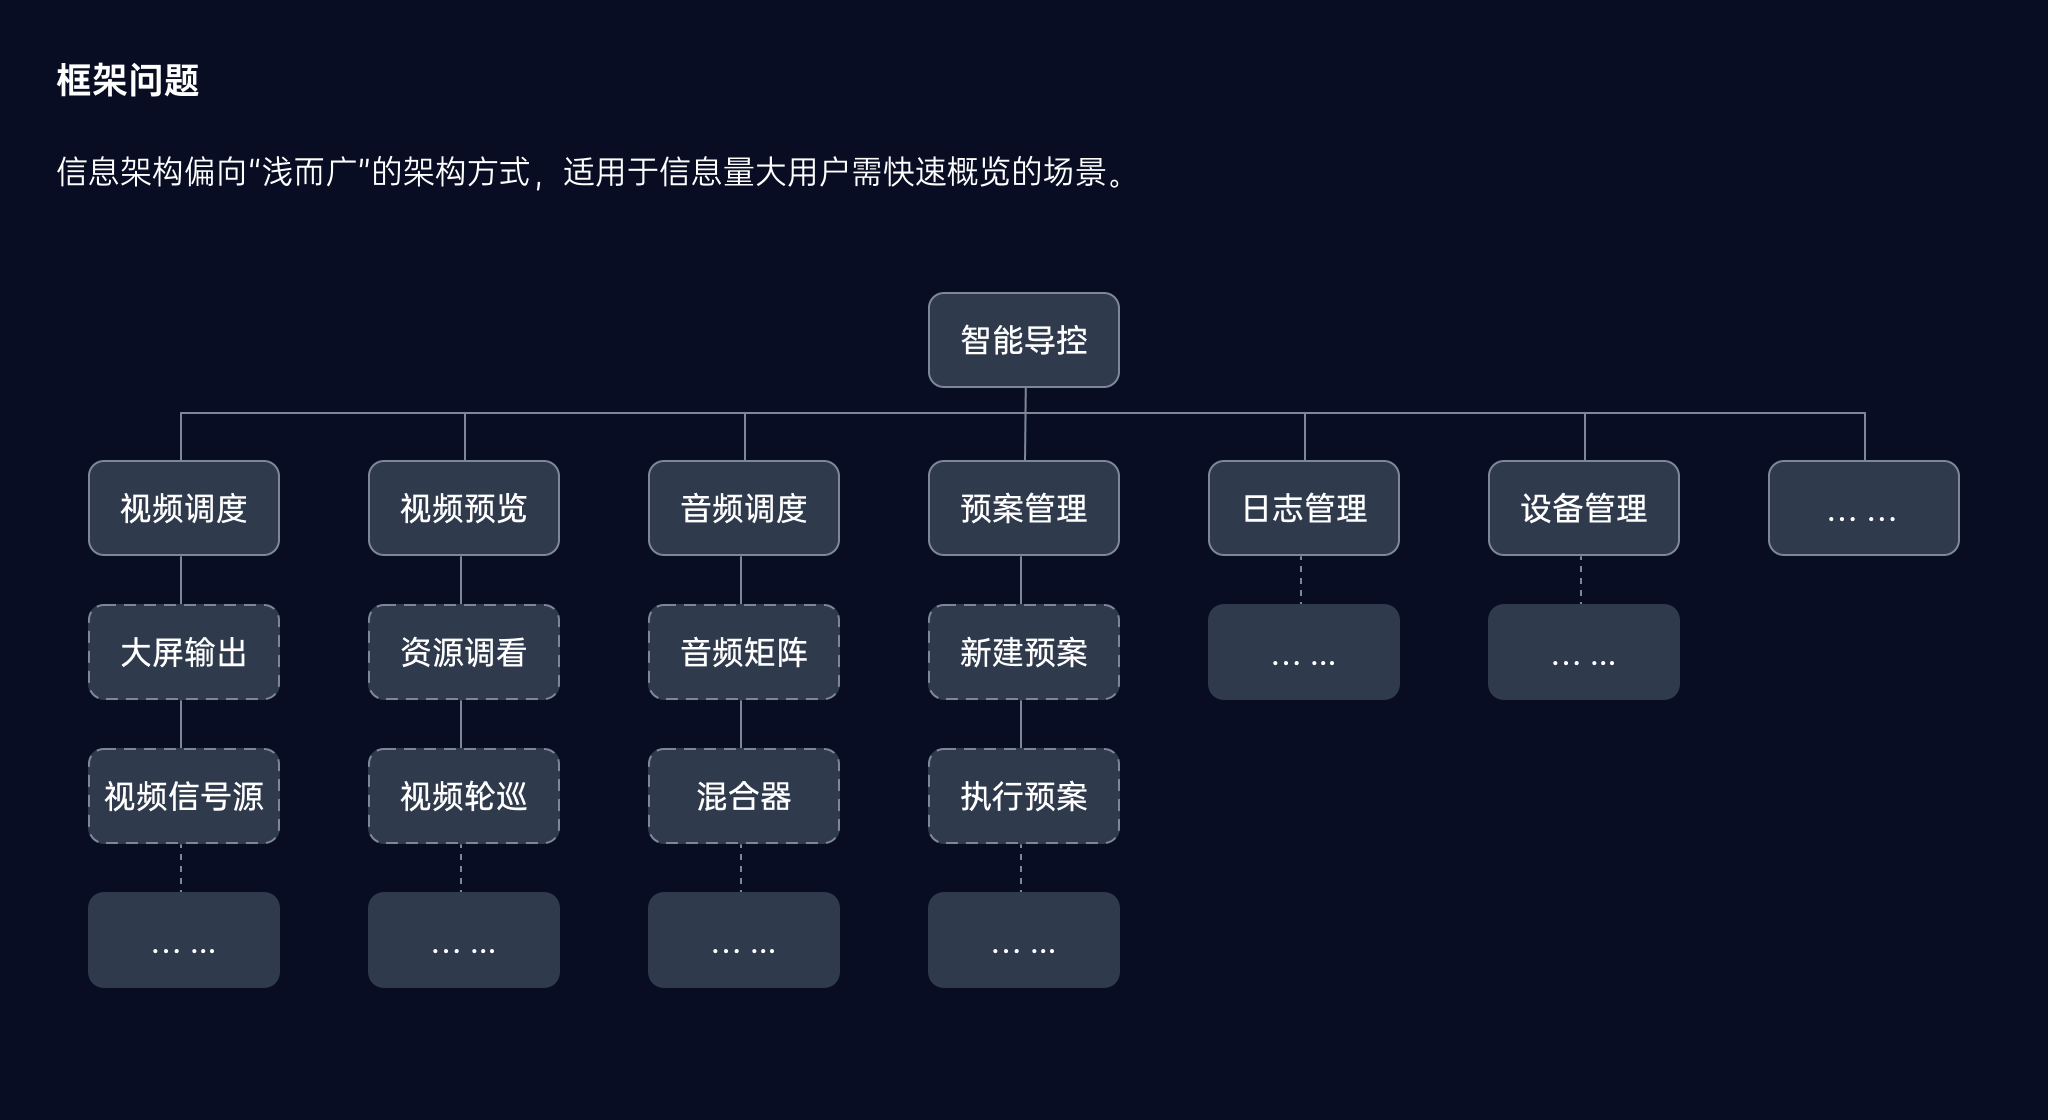 框架问题
信息架构偏向“浅而广”的架构方式，适用于信息量大用户需快速概览的场景。
智能导控
视频调度
视频预览
音频调度
预案管理
日志管理
设备管理
... ...
大屏输出
资源调看
音频矩阵
新建预案
... ...
... ...
视频信号源
视频轮巡
混合器
执行预案
... ...
... ...
... ...
... ...